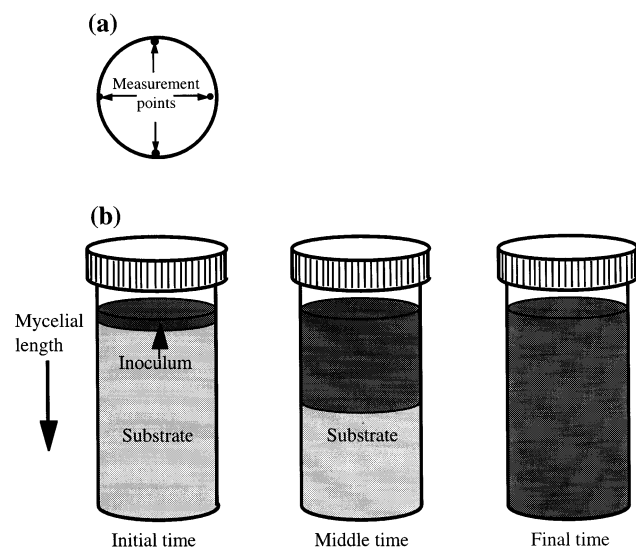 (a)
Measurement
points
(b)
Mycelial
length
Inoculum
Substrate
Substrate
Initial time
Middle time
Final time